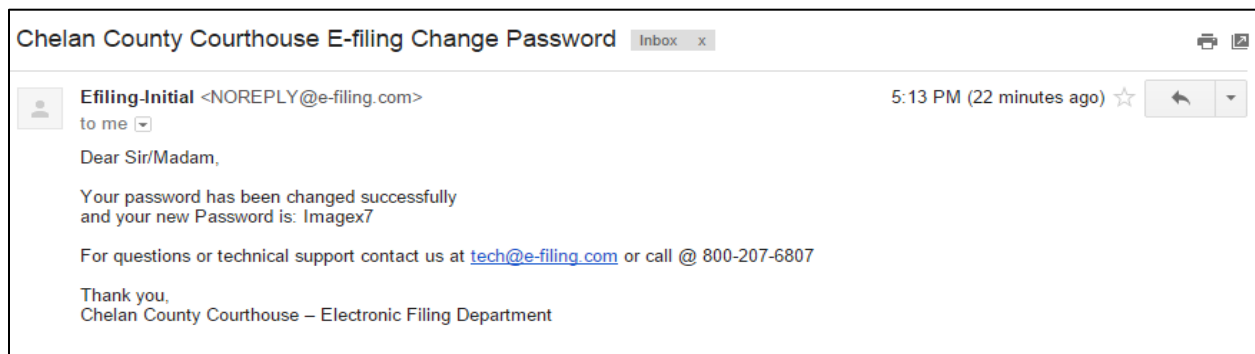 Chelan County Courthouse E-filing Change Password Inbox x
Efiling-Initial <NOREPLY@e-filing.com> 5:13 PM (22 minutes ago)
to me
Dear Sir/Madam,
Your password has been changed successfully
and your new Password is: Imagex7
For questions or technical support contact us at tech@e-filing.com or call @ 800-207-6807
Thank you,
Chelan County Courthouse – Electronic Filing Department